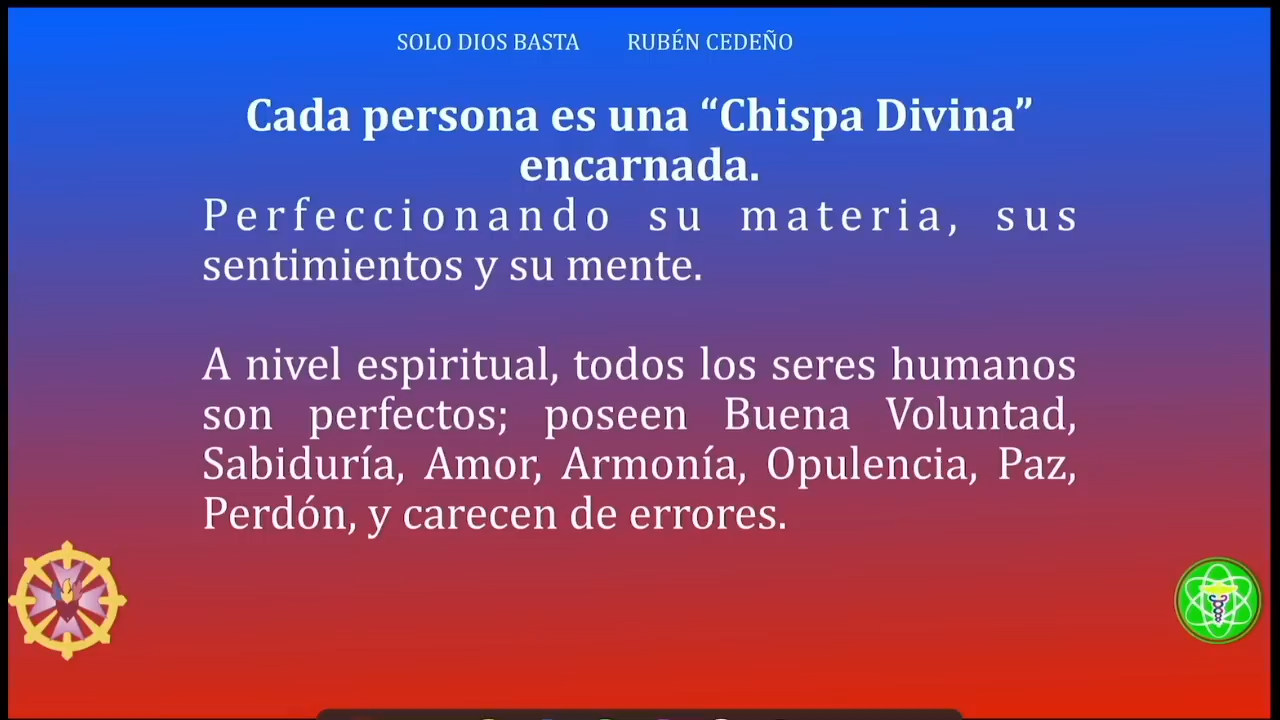 SOLO DIOS BASTA RUBÉN CEDEÑO
Cada persona es una “Chispa Divina”
encarnada.
Perfeccionando su materia, sus
sentimientos y su mente.
A nivel espiritual, todos los seres humanos
son perfectos; poseen Buena Voluntad,
Sabiduría, Amor, Armonía, Opulencia, Paz,
Perdón, y carecen de errores.